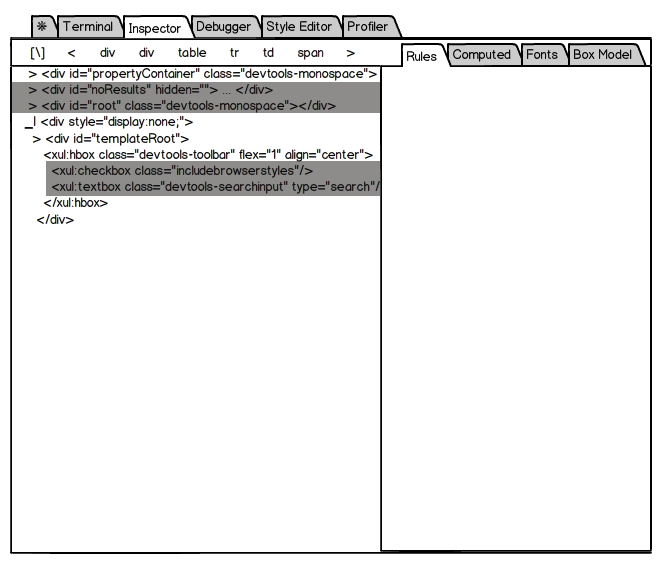 ❋ Terminal Inspector Debugger Style Editor Profiler
[\] < div div table tr td span >
Rules Computed Fonts Box Model
> <div id="propertyContainer" class="devtools-monospace">
> <div id="noResults" hidden=""> ... </div>
> <div id="root" class="devtools-monospace"></div>
_| <div style="display:none;">
> <div id="templateRoot">
<xul:hbox class="devtools-toolbar" flex="1" align="center">
<xul:checkbox class="includebrowserstyles"/>
<xul:textbox class="devtools-searchinput" type="search"/
</xul:hbox>
</div>